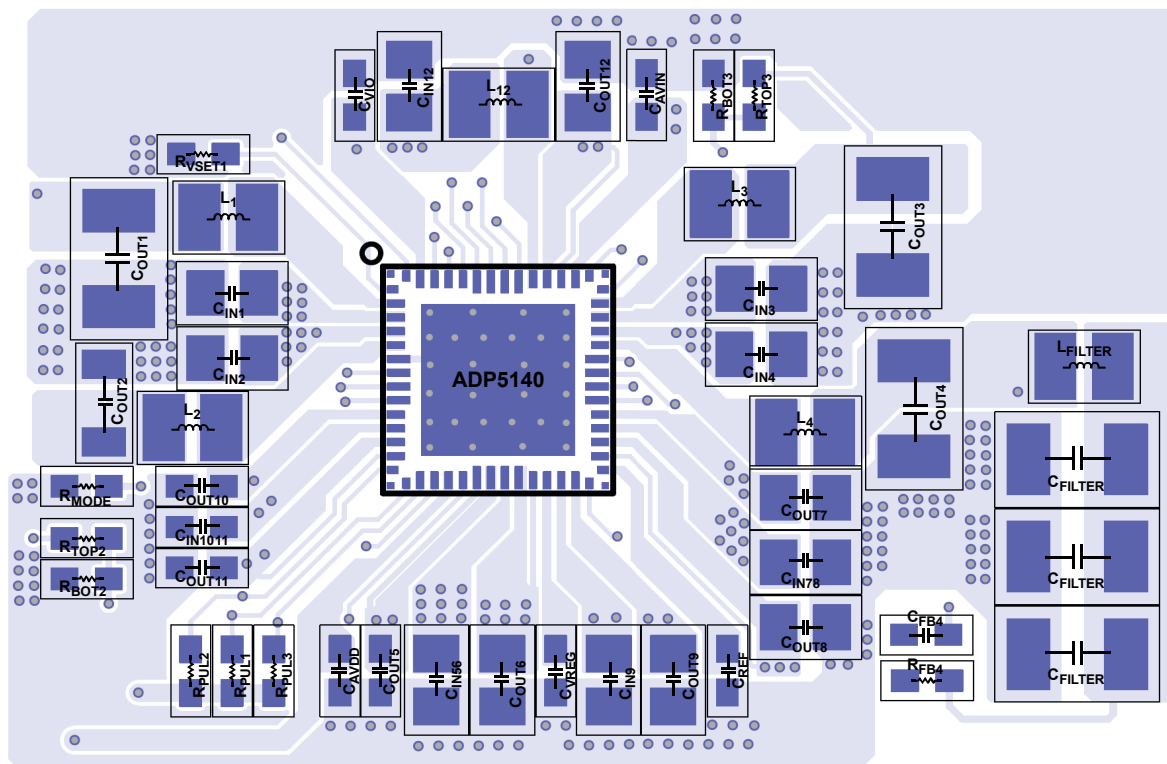 CVIO
CIN12
L12
COUT12
CAVIN
RBOT3
RTOP3
RVSET1
L1
L3
COUT1
COUT3
CIN1
CIN3
CIN2
CIN4
ADP5140
LFILTER
COUT2
COUT4
L2
L4
CFILTER
RMODE
COUT10
COUT7
CIN1011
RTOP2
CIN78
CFILTER
COUT11
RBOT2
CFB4
COUT8
CFILTER
RFB4
RPUL2
RPUL1
RPUL3
CAVDD
COUT5
CIN56
COUT6
CVREG
CIN9
COUT9
CREF